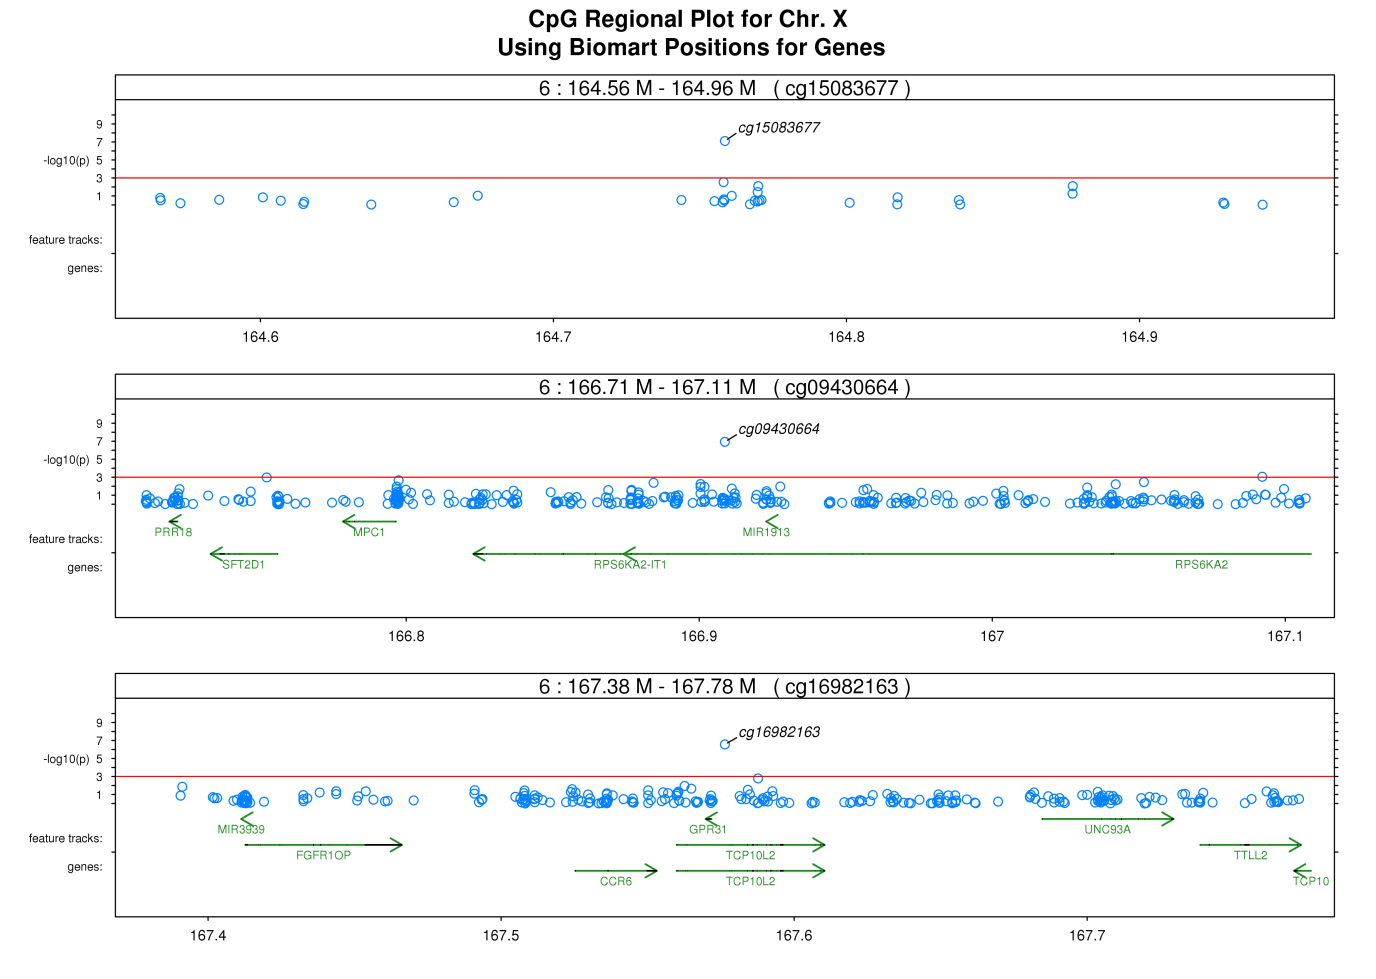 CpG Regional Plot for Chr. X
Using Biomart Positions for Genes
6 : 164.56 M - 164.96 M ( cg15083677 )
9
cg15083677
7
-log10(p) 5
3
1
feature tracks:
genes:
164.6 164.7 164.8 164.9
6 : 166.71 M - 167.11 M ( cg09430664 )
9
cg09430664
7
-log10(p) 5
3
1
PRR18 MPC1 MIR1913
feature tracks:
SFT2D1 RPS6KA2-IT1 RPS6KA2
genes:
166.8 166.9 167 167.1
6 : 167.38 M - 167.78 M ( cg16982163 )
9
cg16982163
7
-log10(p) 5
3
1
MIR3939 GPR31 UNC93A
feature tracks:
FGFR1OP TCP10L2 TTLL2
genes:
CCR6 TCP10L2 TCP10
167.4 167.5 167.6 167.7